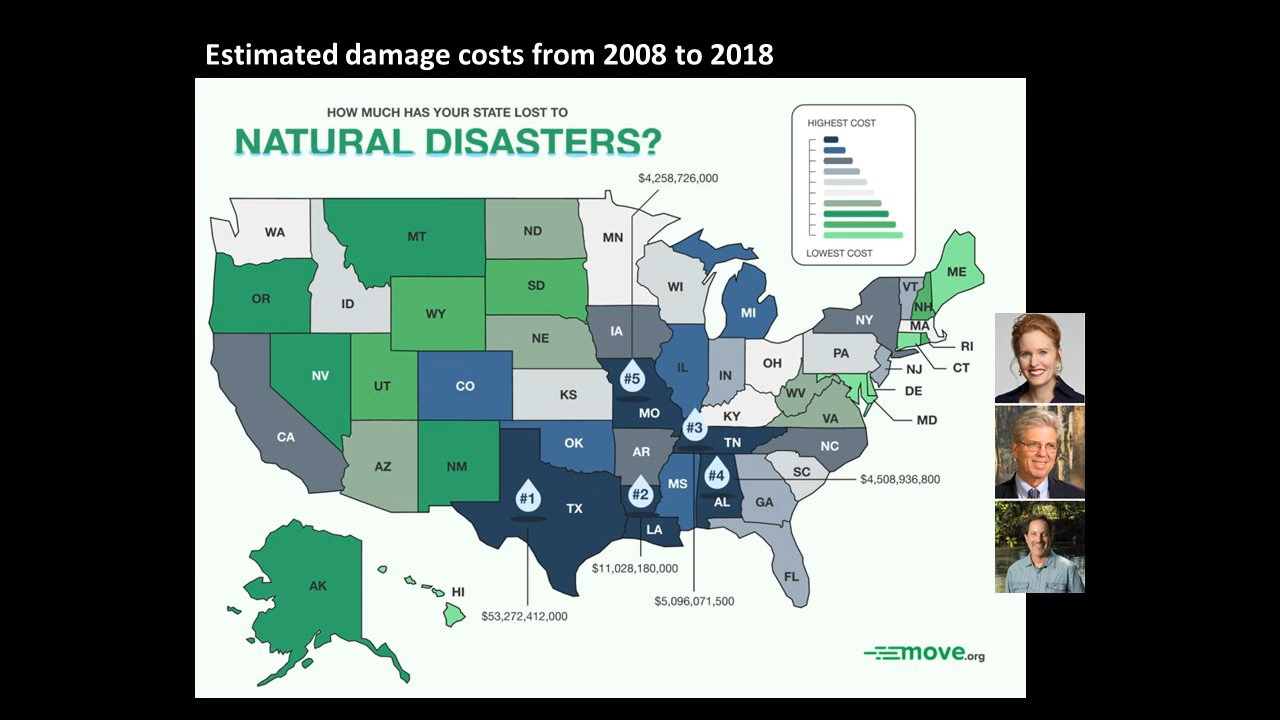 Estimated damage costs from 2008 to 2018
HOW MUCH HAS YOUR STATE LOST TO
NATURAL DISASTERS?
HIGHEST COST
LOWEST COST
$4,258,726,000
WA
MT
ND
MN
ME
OR
ID
WY
SD
WI
MI
VT
NH
NY
MA
RI
CT
IA
NE
PA
NJ
DE
MD
NV
UT
CO
KS
#5
MO
IL
IN
OH
WV
VA
KY
CA
AZ
NM
OK
AR
#3
TN
NC
SC
#1
TX
#2
LA
MS
#4
AL
GA
$4,508,936,800
FL
$11,028,180,000
$5,096,071,500
$53,272,412,000
AK
HI
move.org